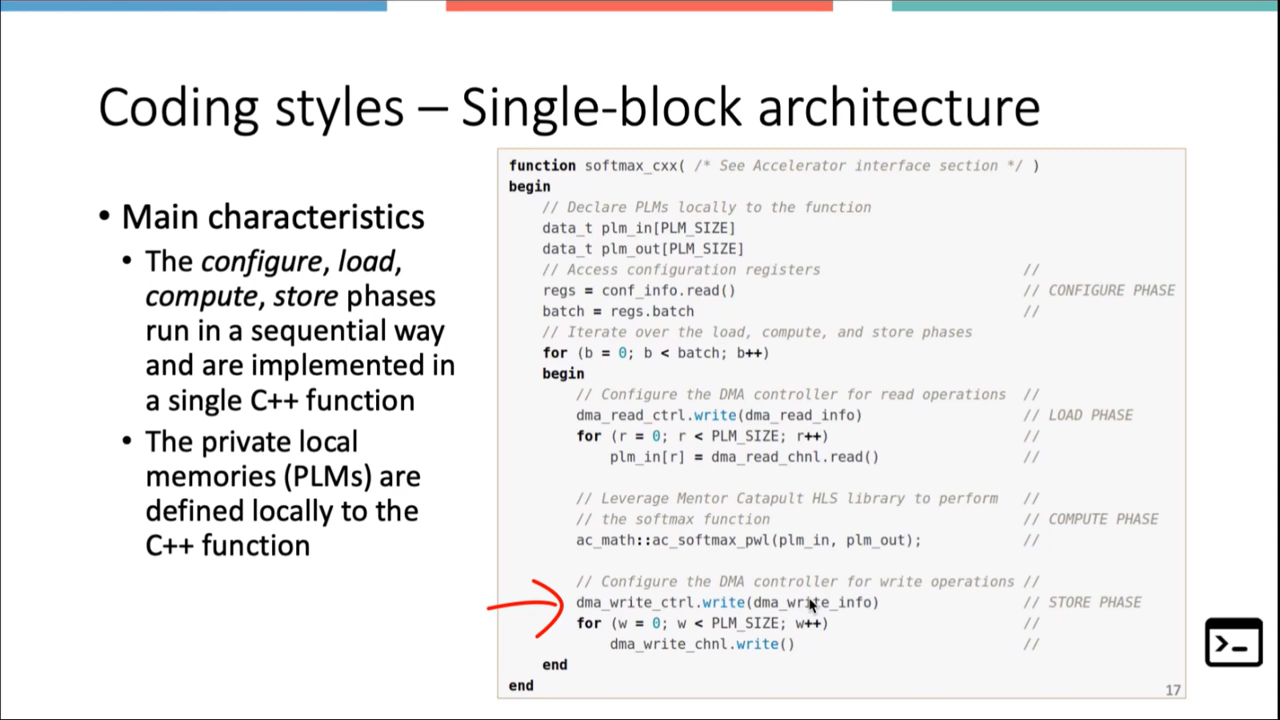 Coding styles – Single-block architecture
• Main characteristics
• The configure, load,
compute, store phases
run in a sequential way
and are implemented in
a single C++ function
• The private local
memories (PLMs) are
defined locally to the
C++ function
function softmax_cxx( /* See Accelerator interface section */ )
begin
// Declare PLMs locally to the function
data_t plm_in[PLM_SIZE]
data_t plm_out[PLM_SIZE]
// Access configuration registers //
regs = conf_info.read() // CONFIGURE PHASE
batch = regs.batch //
// Iterate over the load, compute, and store phases
for (b = 0; b < batch; b++)
begin
// Configure the DMA controller for read operations //
dma_read_ctrl.write(dma_read_info) // LOAD PHASE
for (r = 0; r < PLM_SIZE; r++) //
plm_in[r] = dma_read_chnl.read() //
// Leverage Mentor Catapult HLS library to perform //
// the softmax function // COMPUTE PHASE
ac_math::ac_softmax_pwl(plm_in, plm_out); //
// Configure the DMA controller for write operations //
dma_write_ctrl.write(dma_write_info) // STORE PHASE
for (w = 0; w < PLM_SIZE; w++) //
dma_write_chnl.write() //
end
end
17